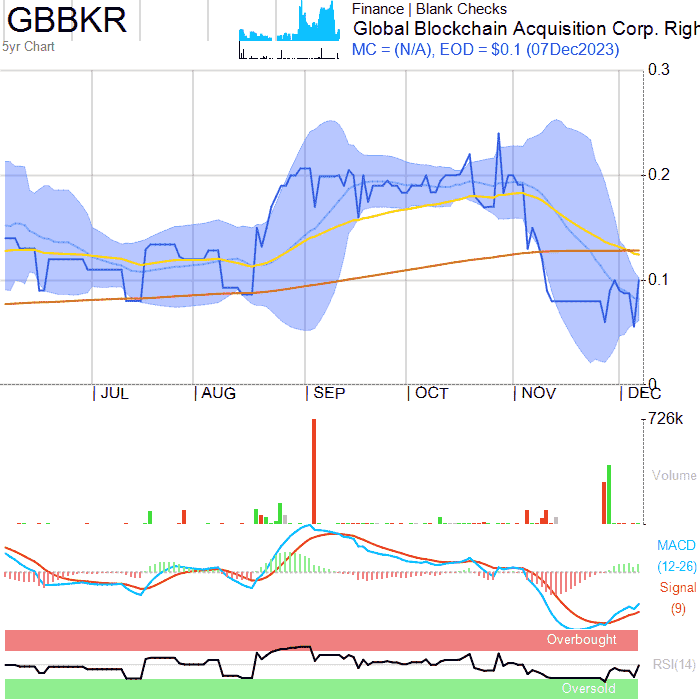 GBBKR
5yr Chart
Finance | Blank Checks
Global Blockchain Acquisition Corp. Righ
MC = (N/A), EOD = $0.1 (07Dec2023)
0.3
0.2
0.1
0
JUL AUG SEP OCT NOV DEC
726k
Volume
MACD
(12-26)
Signal
(9)
Overbought
RSI(14)
Oversold